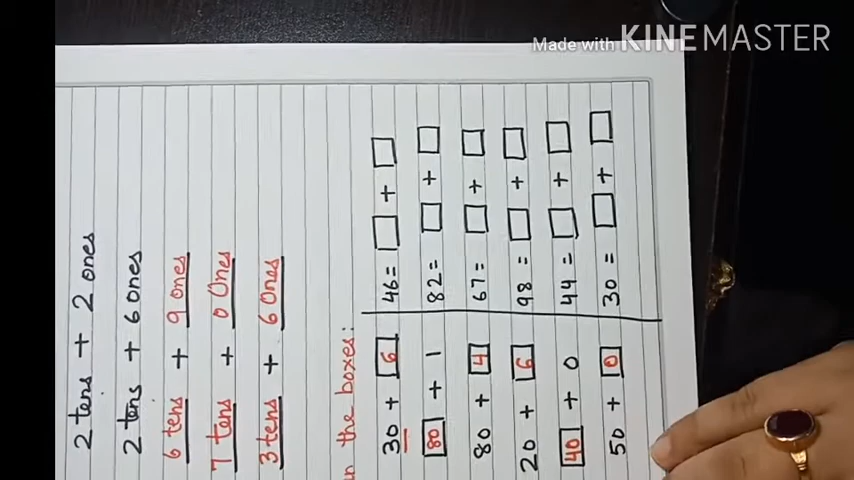 Made with KINEMASTER
2 tens + 2 ones
2 tens + 6 ones
6 tens + 9 ones
7 tens + 0 Ones
3 tens + 6 Ones
the boxes:
30 + 6 46 = □ + □
80 + 1 82 = □ + □
80 + 4 67 = □ + □
20 + 6 98 = □ + □
40 + 0 44 = □ + □
50 + 0 30 = □ + □